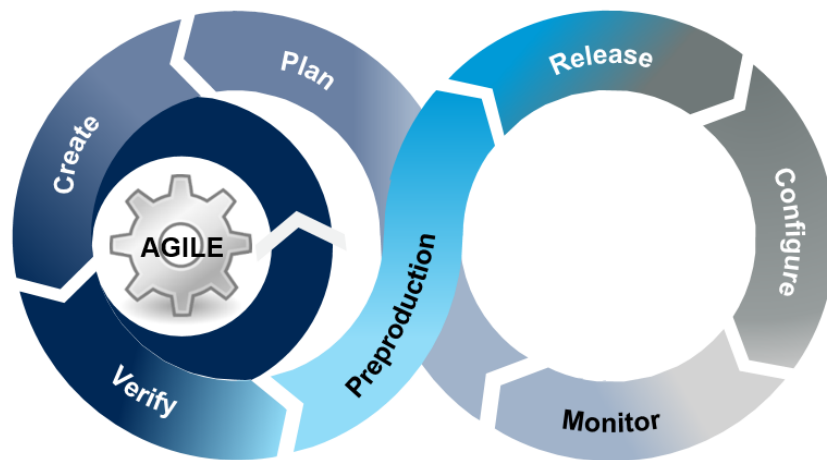 Plan
Create
AGILE
Verify
Preproduction
Release
Configure
Monitor